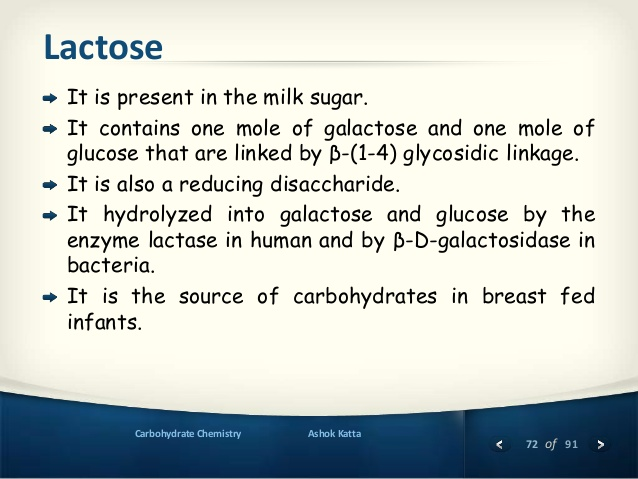 Lactose
It is present in the milk sugar.
It contains one mole of galactose and one mole of
glucose that are linked by β-(1-4) glycosidic linkage.
It is also a reducing disaccharide.
It hydrolyzed into galactose and glucose by the
enzyme lactase in human and by β-D-galactosidase in
bacteria.
It is the source of carbohydrates in breast fed
infants.
Carbohydrate Chemistry Ashok Katta
< 72 of 91 >